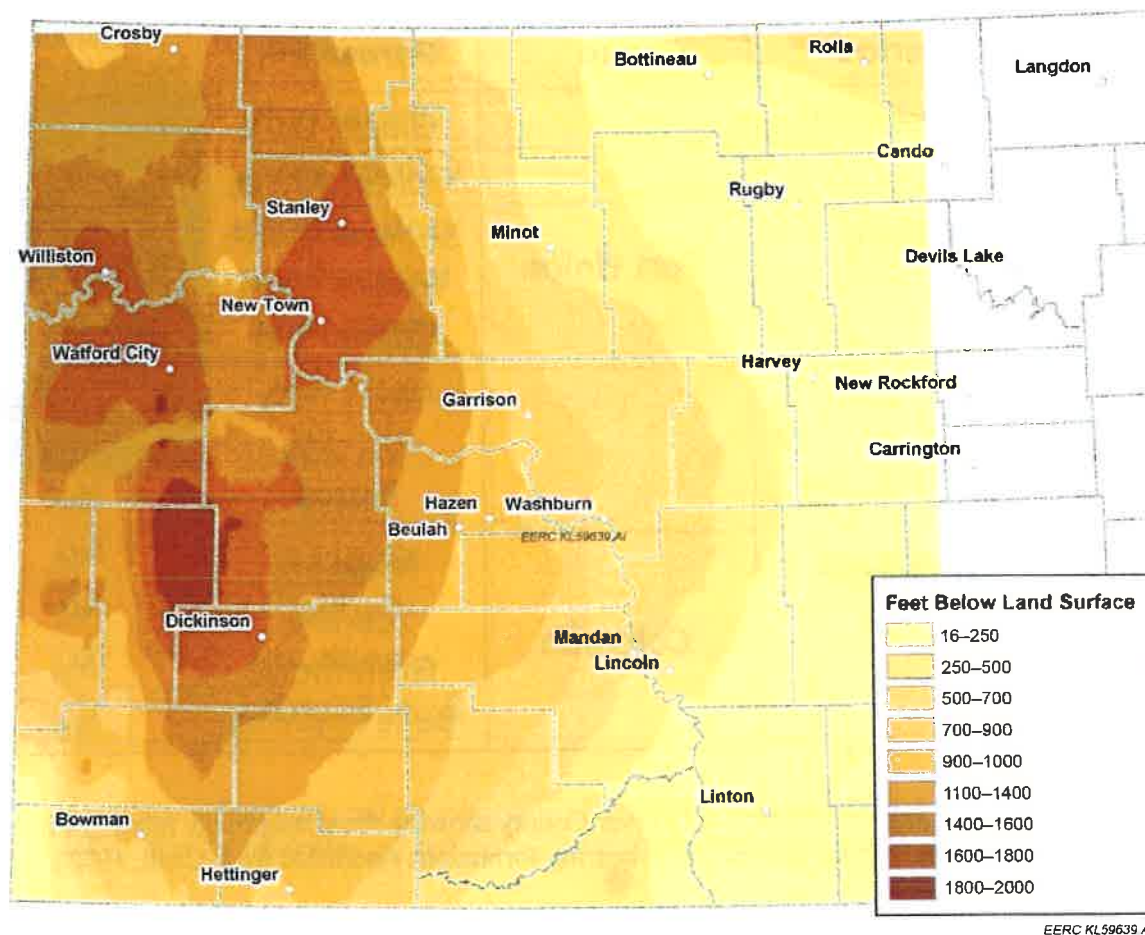 Crosby
Bottineau
Rolla
Langdon
Cando
Rugby
Stanley
Minot
Devils Lake
Williston
New Town
Watford City
Harvey
New Rockford
Garrison
Carrington
Hazen
Washburn
Beulah
EERC KL59639.AI
Feet Below Land Surface
16–250
250–500
500–700
700–900
900–1000
1100–1400
1400–1600
1600–1800
1800–2000
Dickinson
Mandan
Lincoln
Linton
Bowman
Hettinger
EERC KL59639.A